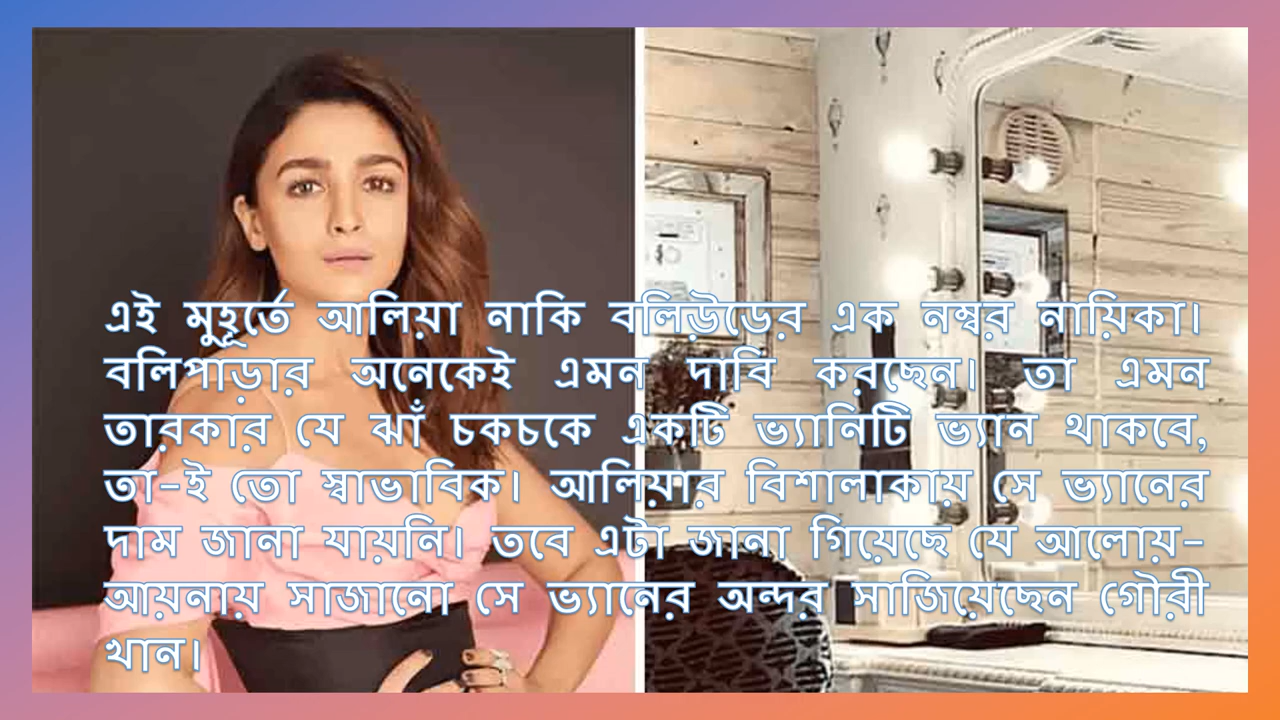 এই মুহূর্তে আলিয়া নাকি বলিউডের এক নম্বর নায়িকা।
বলিপাড়ার অনেকেই এমন দাবি করছেন। তা এমন
তারকার যে ঝাঁ চকচকে একটি ভ্যানিটি ভ্যান থাকবে,
তা-ই তো স্বাভাবিক। আলিয়ার বিশালাকায় সে ভ্যানের
দাম জানা যায়নি। তবে এটা জানা গিয়েছে যে আলোয়-
আয়নায় সাজানো সে ভ্যানের অন্দর সাজিয়েছেন গৌরী
খান।